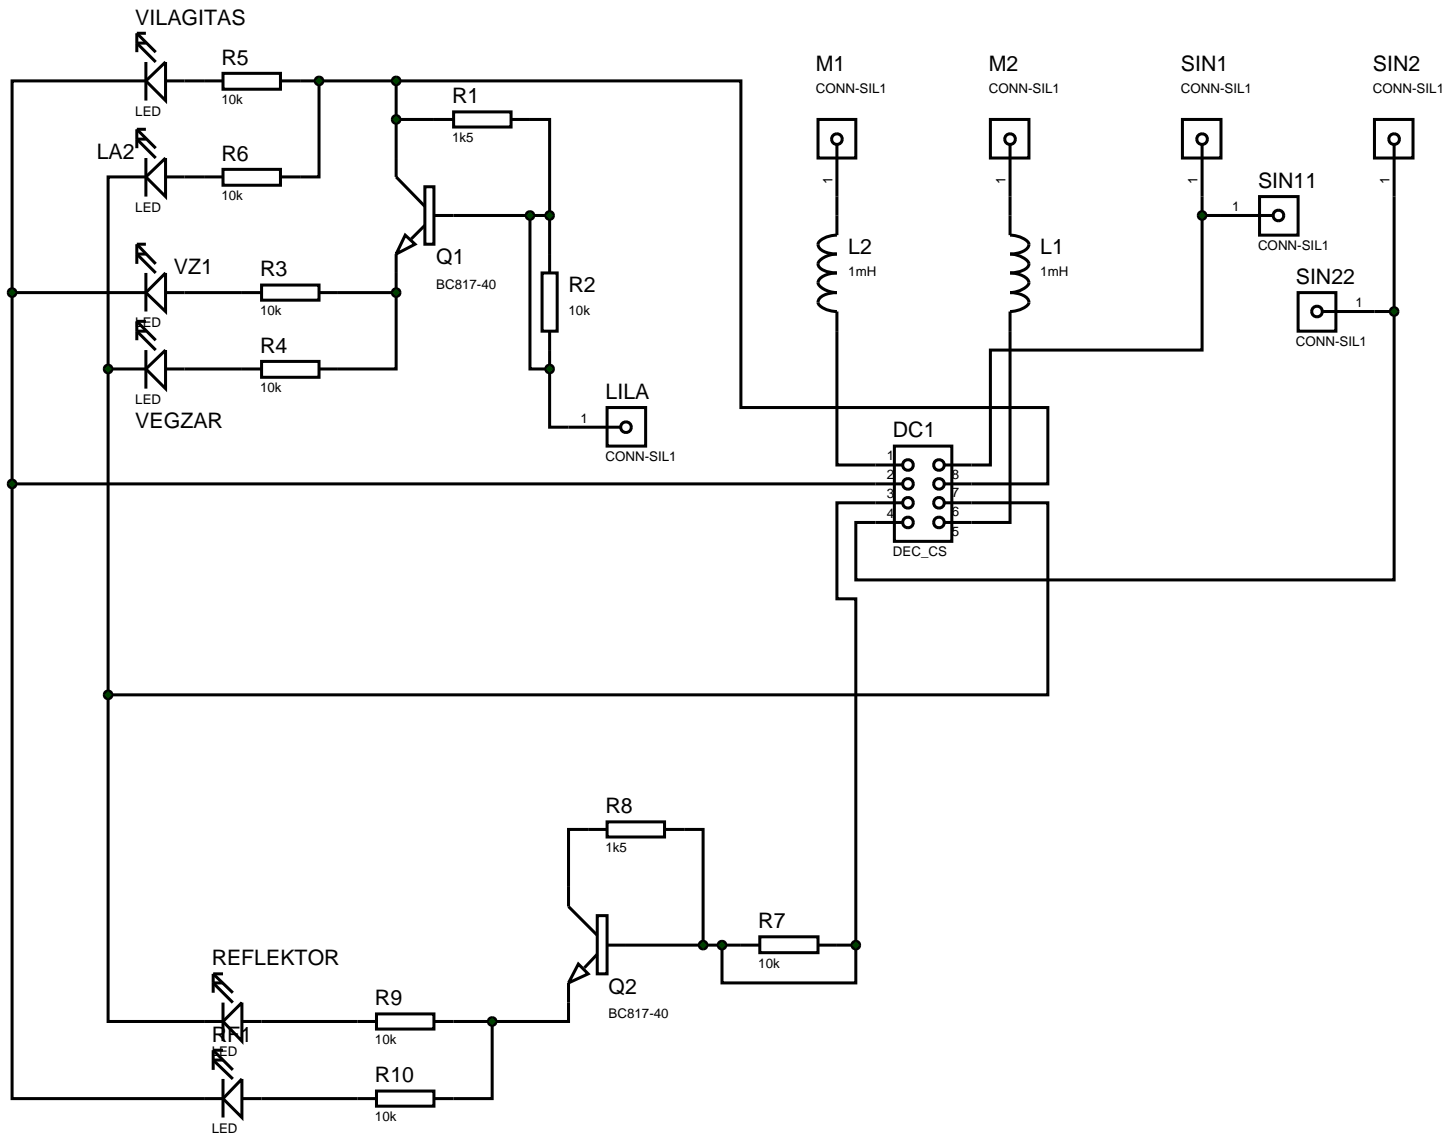 VILAGITAS
R5
LED
10k
LA2
R6
LED
10k
R1
1k5
VZ1
R3
LED
10k
R4
LED
10k
VEGZAR
Q1
BC817-40
R2
10k
LILA
1
CONN-SIL1
M1
CONN-SIL1
1
M2
CONN-SIL1
1
SIN1
CONN-SIL1
1
SIN2
CONN-SIL1
1
SIN11
1
CONN-SIL1
SIN22
1
CONN-SIL1
L2
1mH
L1
1mH
DC1
1
2
3
4
8
7
6
5
DEC_CS
R8
1k5
R7
10k
Q2
BC817-40
REFLEKTOR
R9
LED
10k
RF1
R10
LED
10k